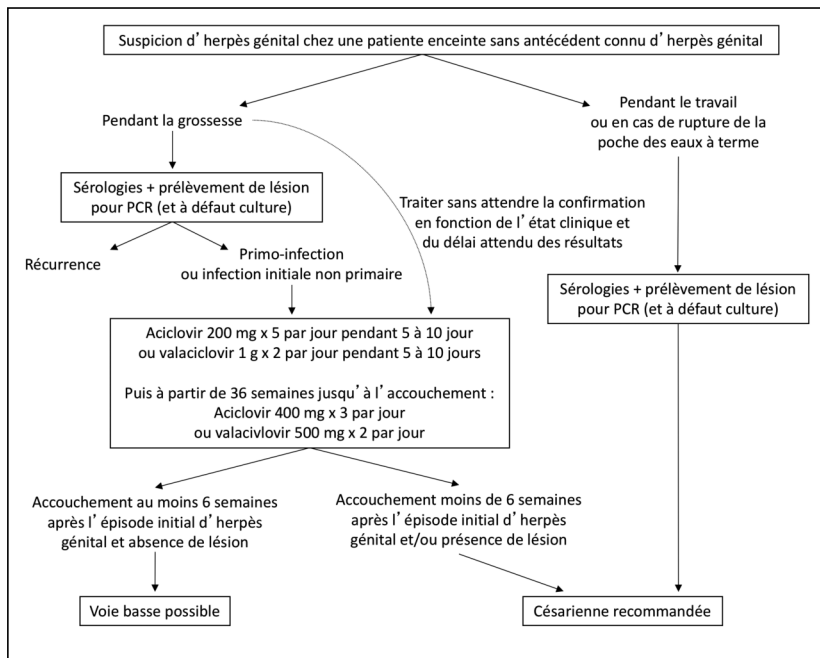 Suspicion d'herpès génital chez une patiente enceinte sans antécédent connu d'herpès génital
Pendant la grossesse
Pendant le travail
ou en cas de rupture de la
poche des eaux à terme
Sérologies + prélèvement de lésion
pour PCR (et à défaut culture)
Traiter sans attendre la confirmation
en fonction de l'état clinique et
du délai attendu des résultats
Récurrence
Primo-infection
ou infection initiale non primaire
Sérologies + prélèvement de lésion
pour PCR (et à défaut culture)
Aciclovir 200 mg x 5 par jour pendant 5 à 10 jour
ou valaciclovir 1 g x 2 par jour pendant 5 à 10 jours
Puis à partir de 36 semaines jusqu'à l'accouchement :
Aciclovir 400 mg x 3 par jour
ou valacivlovir 500 mg x 2 par jour
Accouchement au moins 6 semaines
après l'épisode initial d'herpès
génital et absence de lésion
Accouchement moins de 6 semaines
après l'épisode initial d'herpès
génital et/ou présence de lésion
Voie basse possible
Césarienne recommandée